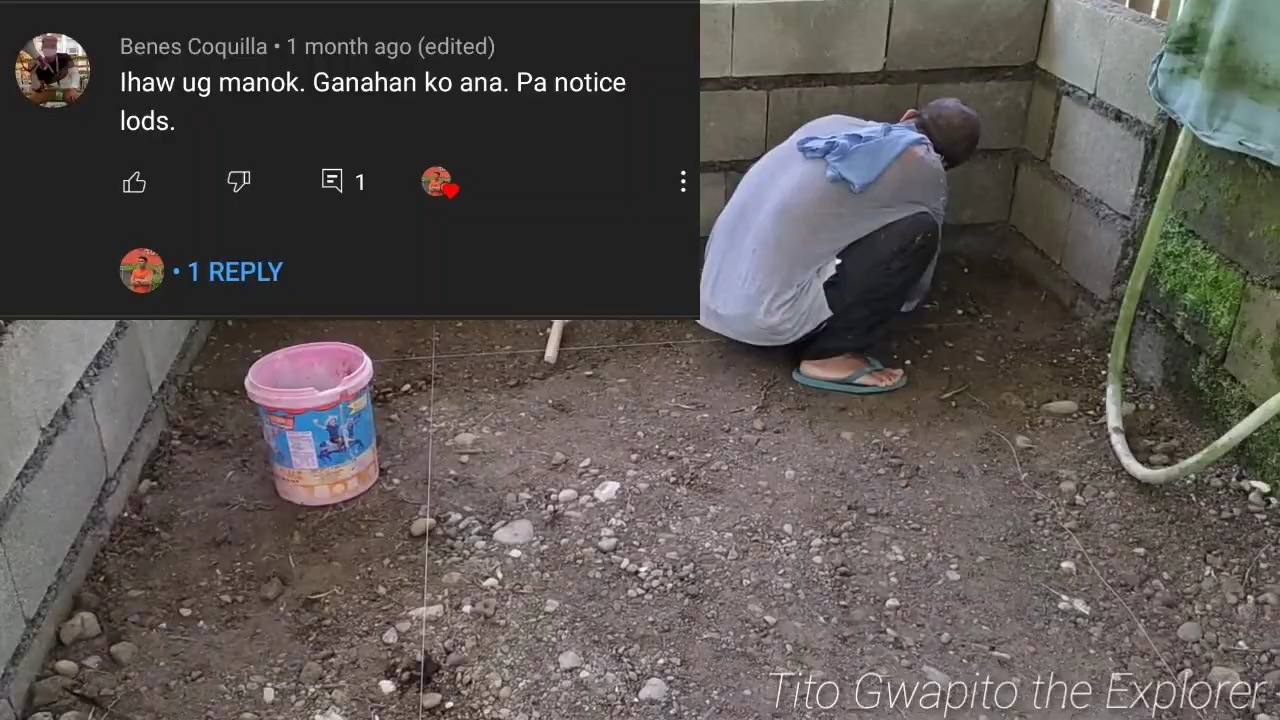 Benes Coquilla • 1 month ago (edited)
Ihaw ug manok. Ganahan ko ana. Pa notice
lods.
1
• 1 REPLY
Tito Gwapito the Explorer